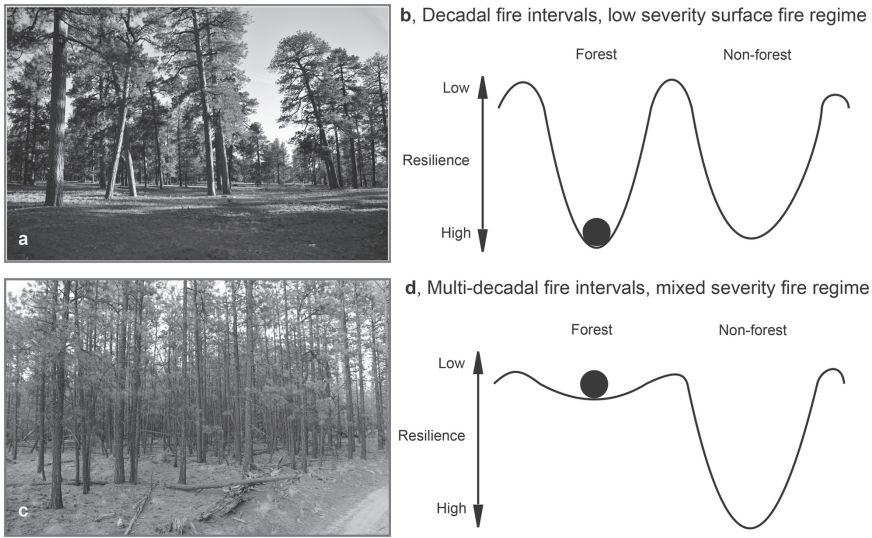 a
b, Decadal fire intervals, low severity surface fire regime
Forest
Non-forest
Low
Resilience
High
c
d, Multi-decadal fire intervals, mixed severity fire regime
Forest
Non-forest
Low
Resilience
High